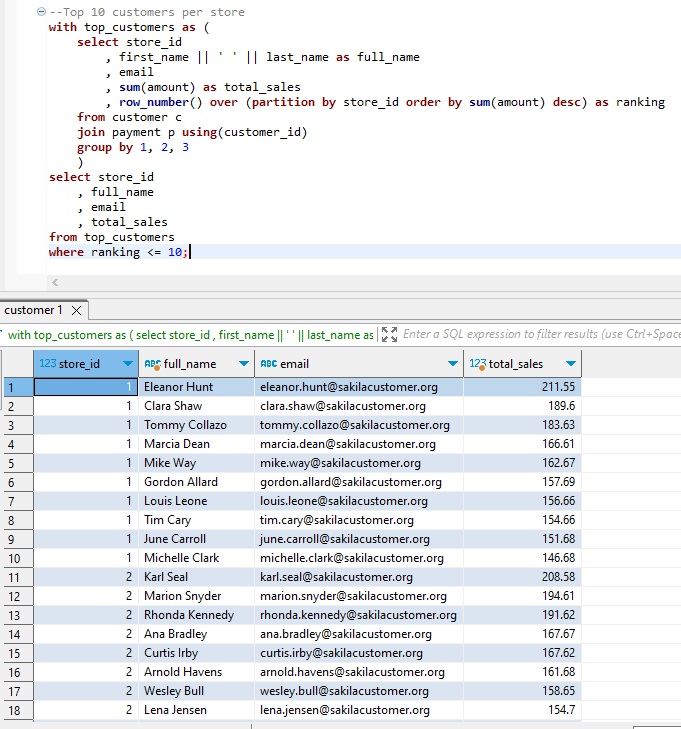 --Top 10 customers per store
with top_customers as (
select store_id
, first_name || ' ' || last_name as full_name
, email
, sum(amount) as total_sales
, row_number() over (partition by store_id order by sum(amount) desc) as ranking
from customer c
join payment p using(customer_id)
group by 1, 2, 3
)
select store_id
, full_name
, email
, total_sales
from top_customers
where ranking <= 10;
customer 1
with top_customers as ( select store_id , first_name || ' ' || last_name as Enter a SQL expression to filter results (use Ctrl+Space
123 store_id ABC full_name ABC email 123 total_sales
1 1 Eleanor Hunt eleanor.hunt@sakilacustomer.org 211.55
2 1 Clara Shaw clara.shaw@sakilacustomer.org 189.6
3 1 Tommy Collazo tommy.collazo@sakilacustomer.org 183.63
4 1 Marcia Dean marcia.dean@sakilacustomer.org 166.61
5 1 Mike Way mike.way@sakilacustomer.org 162.67
6 1 Gordon Allard gordon.allard@sakilacustomer.org 157.69
7 1 Louis Leone louis.leone@sakilacustomer.org 156.66
8 1 Tim Cary tim.cary@sakilacustomer.org 154.66
9 1 June Carroll june.carroll@sakilacustomer.org 151.68
10 1 Michelle Clark michelle.clark@sakilacustomer.org 146.68
11 2 Karl Seal karl.seal@sakilacustomer.org 208.58
12 2 Marion Snyder marion.snyder@sakilacustomer.org 194.61
13 2 Rhonda Kennedy rhonda.kennedy@sakilacustomer.org 191.62
14 2 Ana Bradley ana.bradley@sakilacustomer.org 167.67
15 2 Curtis Irby curtis.irby@sakilacustomer.org 167.62
16 2 Arnold Havens arnold.havens@sakilacustomer.org 161.68
17 2 Wesley Bull wesley.bull@sakilacustomer.org 158.65
18 2 Lena Jensen lena.jensen@sakilacustomer.org 154.7